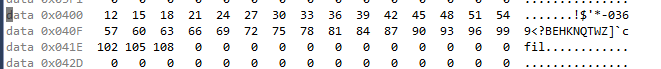 data 0x0400 12 15 18 21 24 27 30 33 36 39 42 45 48 51 54 .......!$'*-036
data 0x040F 57 60 63 66 69 72 75 78 81 84 87 90 93 96 99 9<?BEHKNQTWZ]`c
data 0x041E 102 105 108 0 0 0 0 0 0 0 0 0 0 0 0 fil............
data 0x042D 0 0 0 0 0 0 0 0 0 0 0 0 0 0 0 ...............